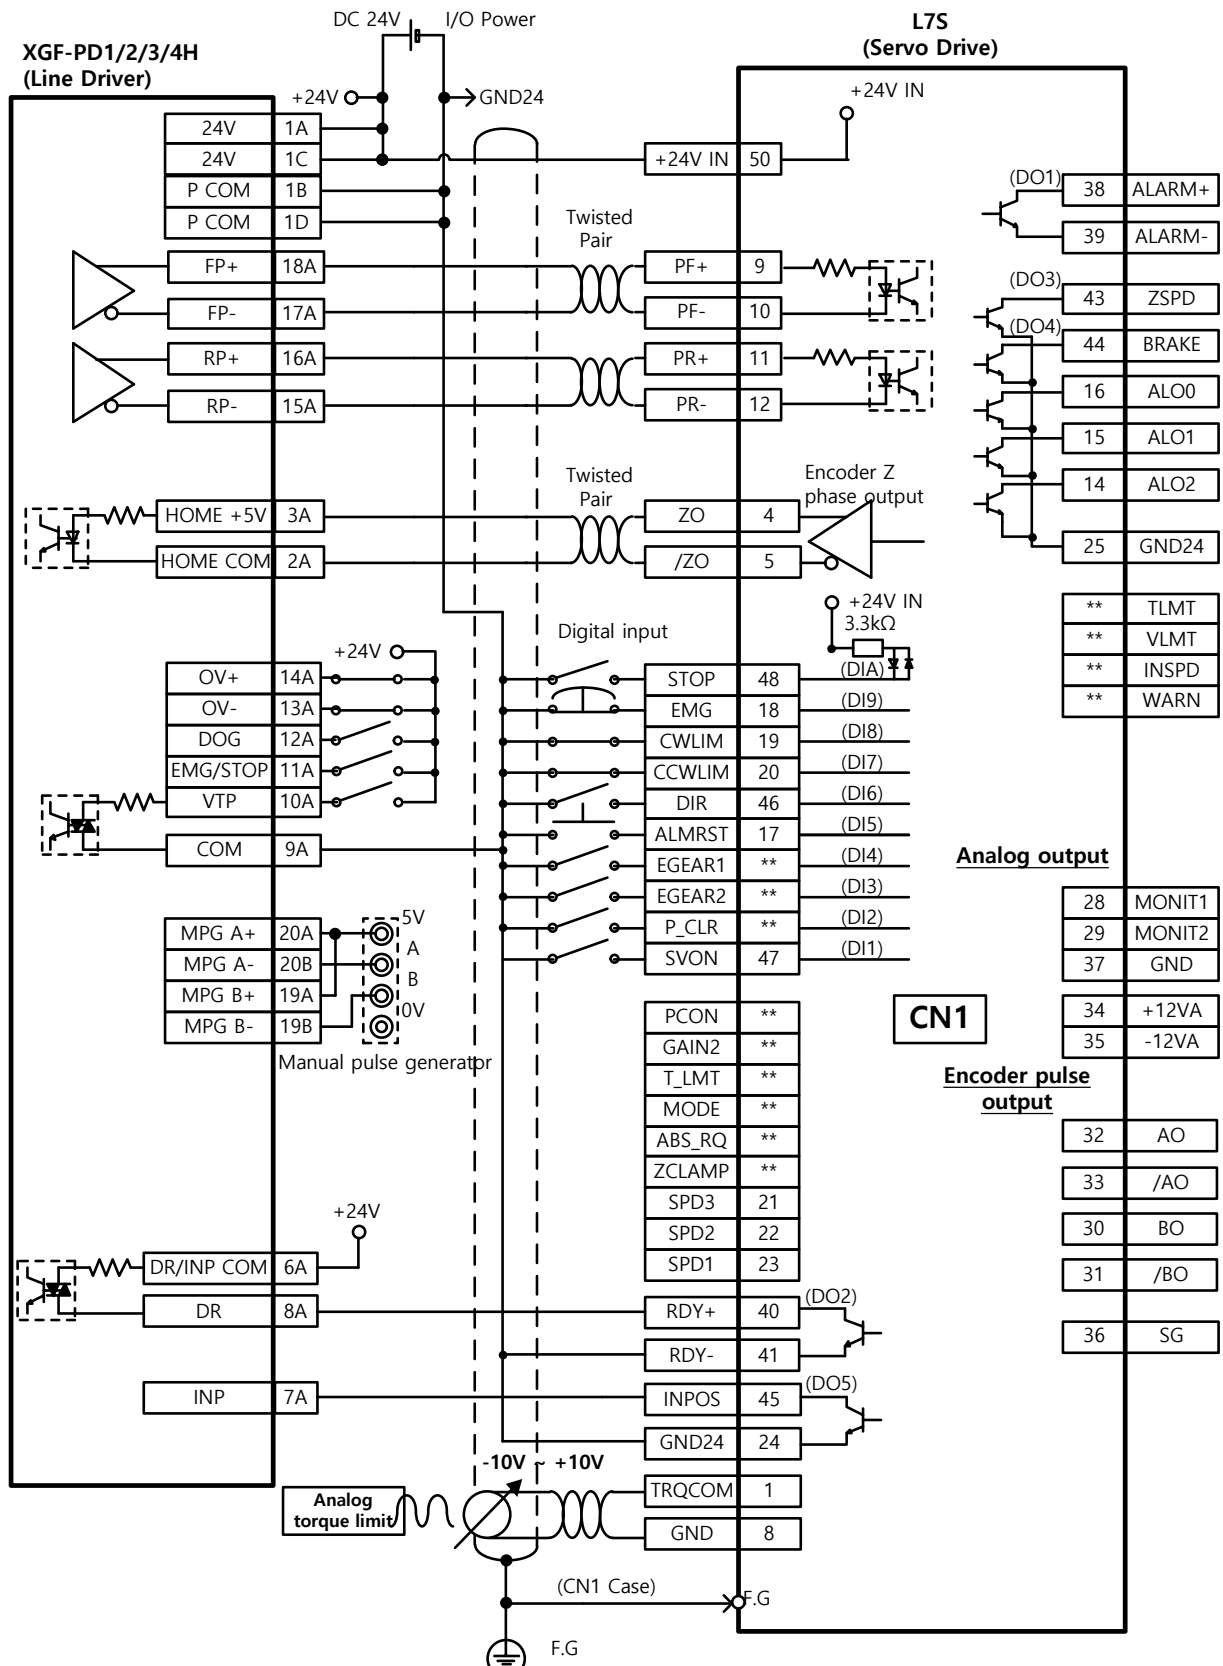 DC 24V
I/O Power
XGF-PD1/2/3/4H
(Line Driver)
L7S
(Servo Drive)
+24V
GND24
+24V IN
24V 1A
24V 1C
P COM 1B
P COM 1D
FP+ 18A
FP- 17A
RP+ 16A
RP- 15A
HOME +5V 3A
HOME COM 2A
+24V
OV+ 14A
OV- 13A
DOG 12A
EMG/STOP 11A
VTP 10A
COM 9A
MPG A+ 20A
MPG A- 20B
MPG B+ 19A
MPG B- 19B
5V
A
B
0V
Manual pulse generator
+24V
DR/INP COM 6A
DR 8A
INP 7A
Analog
torque limit
-10V ~ +10V
Twisted
Pair
Twisted
Pair
Digital input
+24V IN 50
PF+ 9
PF- 10
PR+ 11
PR- 12
ZO 4
/ZO 5
Encoder Z
phase output
+24V IN
3.3kΩ
STOP 48 (DIA)
EMG 18 (DI9)
CWLIM 19 (DI8)
CCWLIM 20 (DI7)
DIR 46 (DI6)
ALMRST 17 (DI5)
EGEAR1 ** (DI4)
EGEAR2 ** (DI3)
P_CLR ** (DI2)
SVON 47 (DI1)
PCON **
GAIN2 **
T_LMT **
MODE **
ABS_RQ **
ZCLAMP **
SPD3 21
SPD2 22
SPD1 23
RDY+ 40 (DO2)
RDY- 41
INPOS 45 (DO5)
GND24 24
TRQCOM 1
GND 8
(CN1 Case)
F.G
F.G
(DO1) 38 ALARM+
39 ALARM-
(DO3) 43 ZSPD
(DO4) 44 BRAKE
16 ALO0
15 ALO1
14 ALO2
25 GND24
** TLMT
** VLMT
** INSPD
** WARN
Analog output
28 MONIT1
29 MONIT2
37 GND
34 +12VA
35 -12VA
CN1
Encoder pulse
output
32 AO
33 /AO
30 BO
31 /BO
36 SG